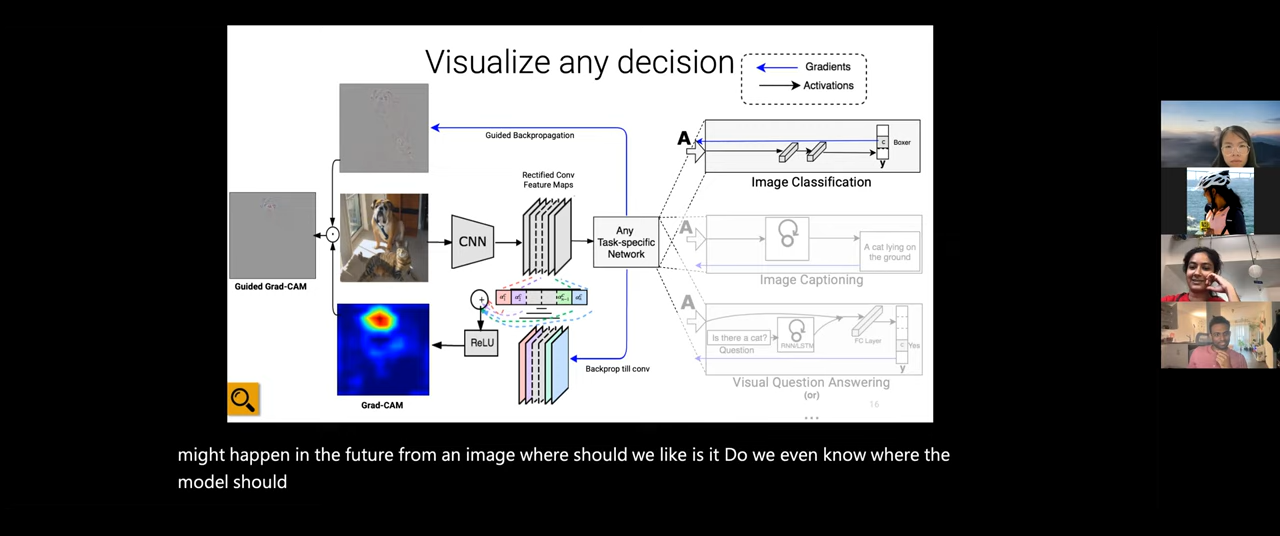 Visualize any decision
Gradients
Activations
Guided Backpropagation
A
c
Boxer
y
Image Classification
Rectified Conv
Feature Maps
CNN
Any
Task-specific
Network
A
A cat lying on
the ground
Image Captioning
Guided Grad-CAM
+
ReLU
Backprop till conv
A
Is there a cat?
Question
RNN/LSTM
FC Layer
c
Yes
y
Visual Question Answering
(or)
...
16
Grad-CAM
might happen in the future from an image where should we like is it Do we even know where the
model should